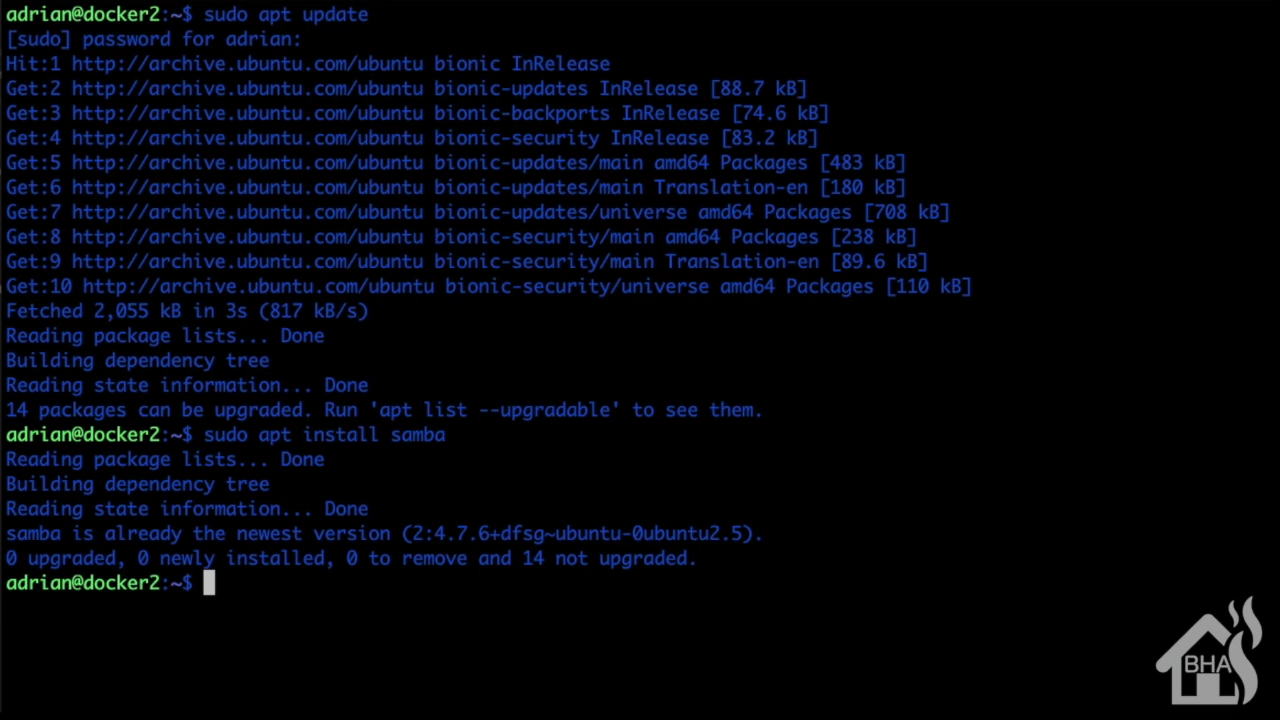 adrian@docker2:~$ sudo apt update
[sudo] password for adrian:
Hit:1 http://archive.ubuntu.com/ubuntu bionic InRelease
Get:2 http://archive.ubuntu.com/ubuntu bionic-updates InRelease [88.7 kB]
Get:3 http://archive.ubuntu.com/ubuntu bionic-backports InRelease [74.6 kB]
Get:4 http://archive.ubuntu.com/ubuntu bionic-security InRelease [83.2 kB]
Get:5 http://archive.ubuntu.com/ubuntu bionic-updates/main amd64 Packages [483 kB]
Get:6 http://archive.ubuntu.com/ubuntu bionic-updates/main Translation-en [180 kB]
Get:7 http://archive.ubuntu.com/ubuntu bionic-updates/universe amd64 Packages [708 kB]
Get:8 http://archive.ubuntu.com/ubuntu bionic-security/main amd64 Packages [238 kB]
Get:9 http://archive.ubuntu.com/ubuntu bionic-security/main Translation-en [89.6 kB]
Get:10 http://archive.ubuntu.com/ubuntu bionic-security/universe amd64 Packages [110 kB]
Fetched 2,055 kB in 3s (817 kB/s)
Reading package lists... Done
Building dependency tree
Reading state information... Done
14 packages can be upgraded. Run 'apt list --upgradable' to see them.
adrian@docker2:~$ sudo apt install samba
Reading package lists... Done
Building dependency tree
Reading state information... Done
samba is already the newest version (2:4.7.6+dfsg~ubuntu-0ubuntu2.5).
0 upgraded, 0 newly installed, 0 to remove and 14 not upgraded.
adrian@docker2:~$
BHA